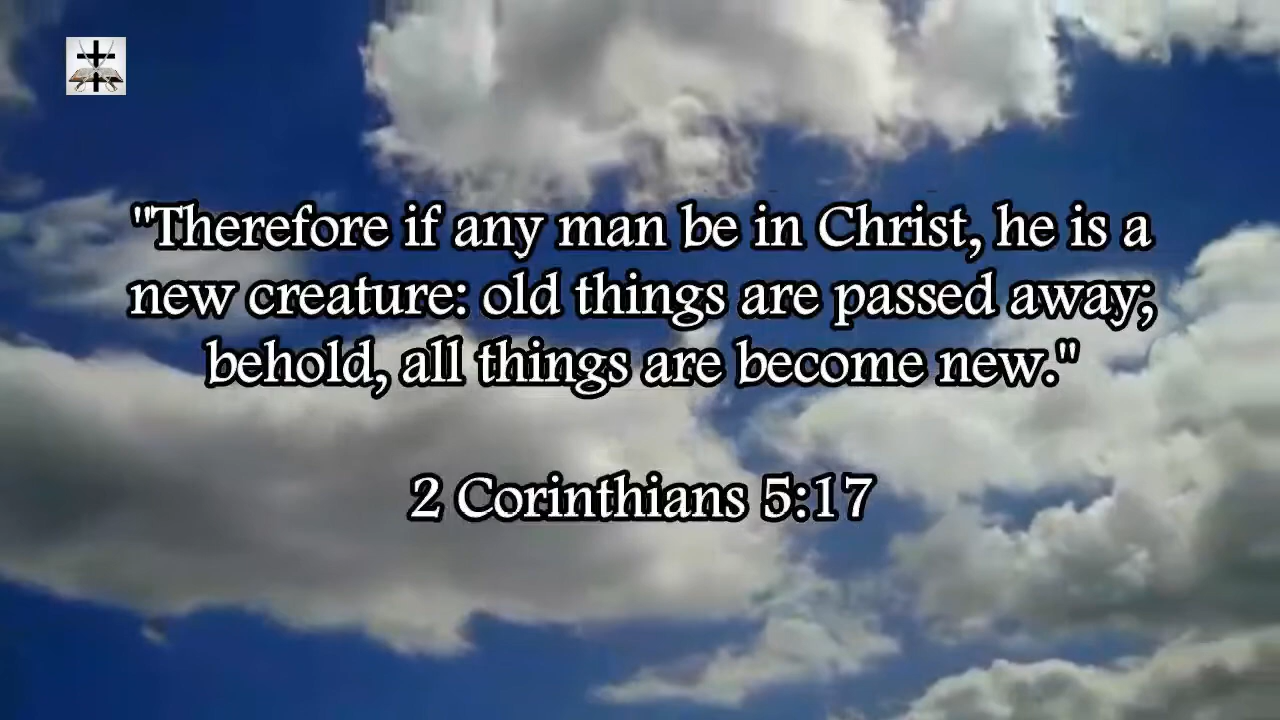 "Therefore if any man be in Christ, he is a
new creature: old things are passed away;
behold, all things are become new."
2 Corinthians 5:17